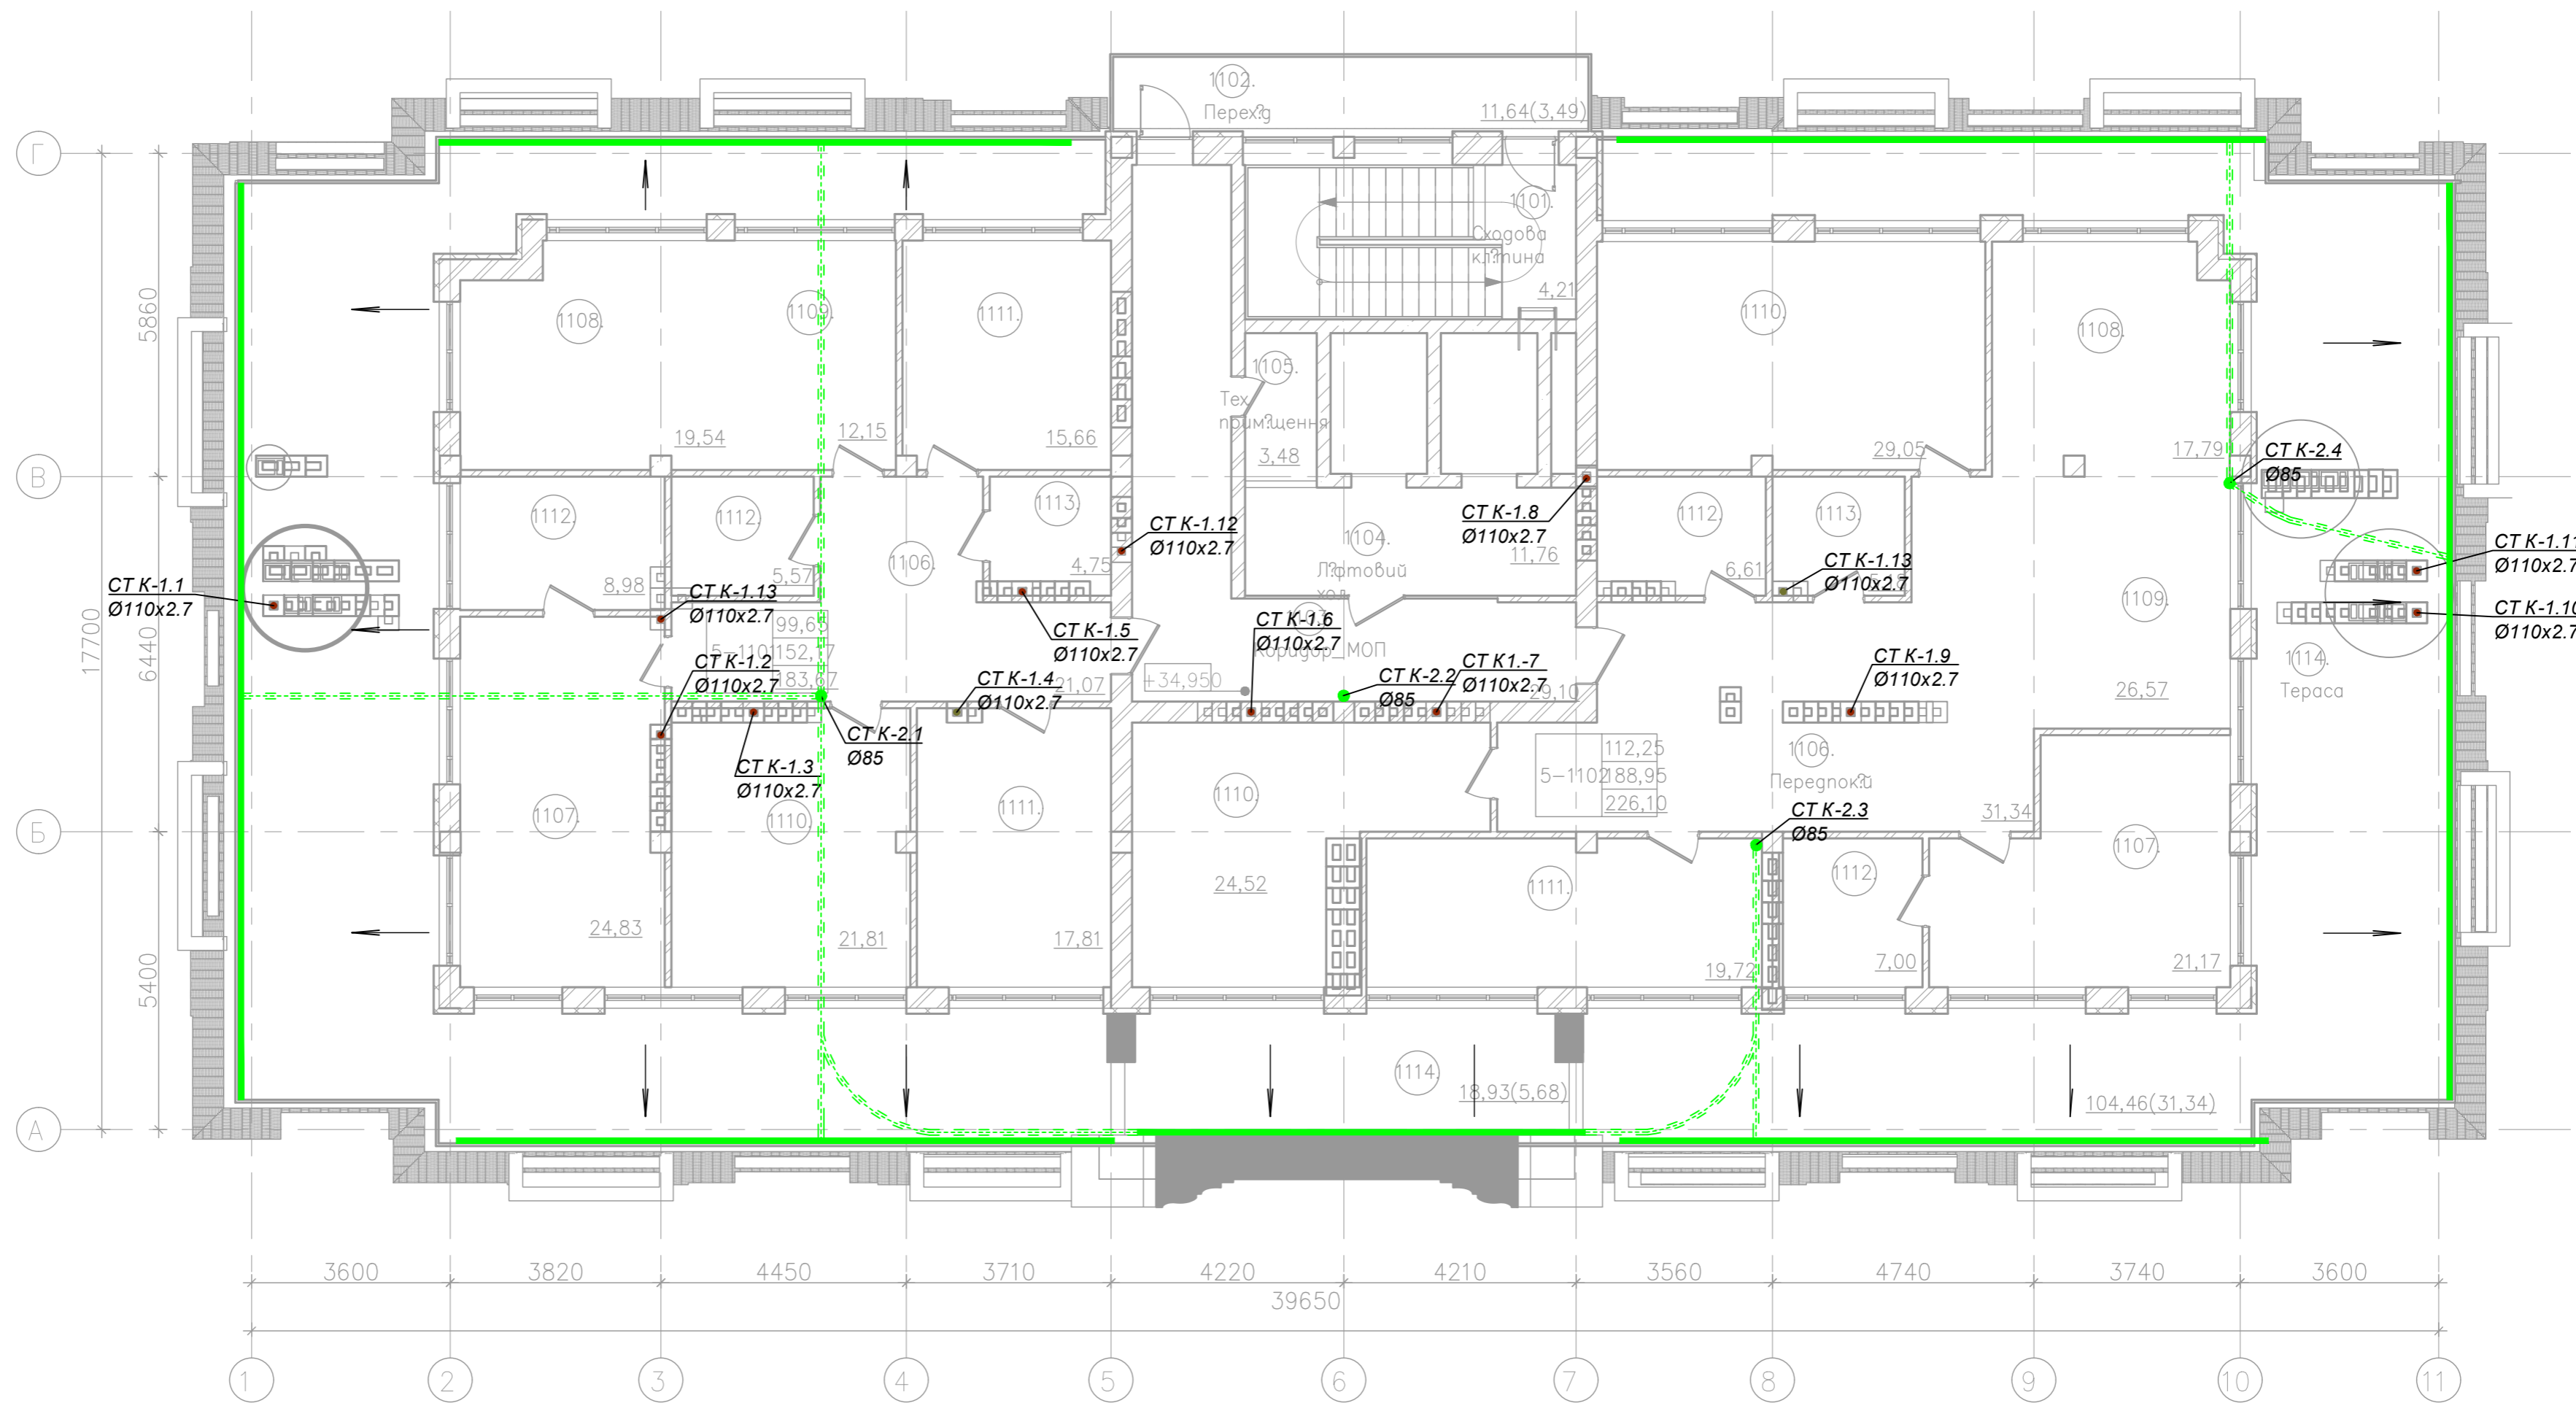 1102.
Перехꓸд
11,64(3,49)
Г
1101.
Сходова
кл?тина
4,21
5860
1108.
1109.
1111.
1110.
1108.
1105.
Тех.
прим?щення
3,48
19,54
12,15
15,66
29,05
17,79
СТ К-2.4
Ø85
В
1112.
1112.
1113.
СТ К-1.12
Ø110x2.7
СТ К-1.8
Ø110x2.7
1104.
11,76
1112.
1113.
1106.
4,75
6,61
СТ К-1.13
Ø110x2.7
СТ К-1.11
Ø110x2.7
СТ К-1.1
Ø110x2.7
8,98
5,57
СТ К-1.13
Ø110x2.7
99,65
СТ К-1.5
Ø110x2.7
СТ К-1.6
Ø110x2.7
Коридор_МОП
1109.
СТ К-1.10
Ø110x2.7
17700
6440
5-1101
183,67
СТ К-1.2
Ø110x2.7
СТ К-1.4
Ø110x2.7
21,07
+34,950
СТ К-2.2
Ø85
СТ К1.-7
Ø110x2.7
29,10
СТ К-1.9
Ø110x2.7
26,57
1114.
Тераса
СТ К-1.3
Ø110x2.7
СТ К-2.1
Ø85
5-1102
112,25
188,95
226,10
1106.
Передпок?й
31,34
СТ К-2.3
Ø85
Б
1107.
1110.
1111.
1110.
1111.
1112.
1107.
24,83
21,81
17,81
24,52
19,72
7,00
21,17
5400
1114.
18,93(5,68)
104,46(31,34)
А
3600
3820
4450
3710
4220
4210
3560
4740
3740
3600
39650
1
2
3
4
5
6
7
8
9
10
11